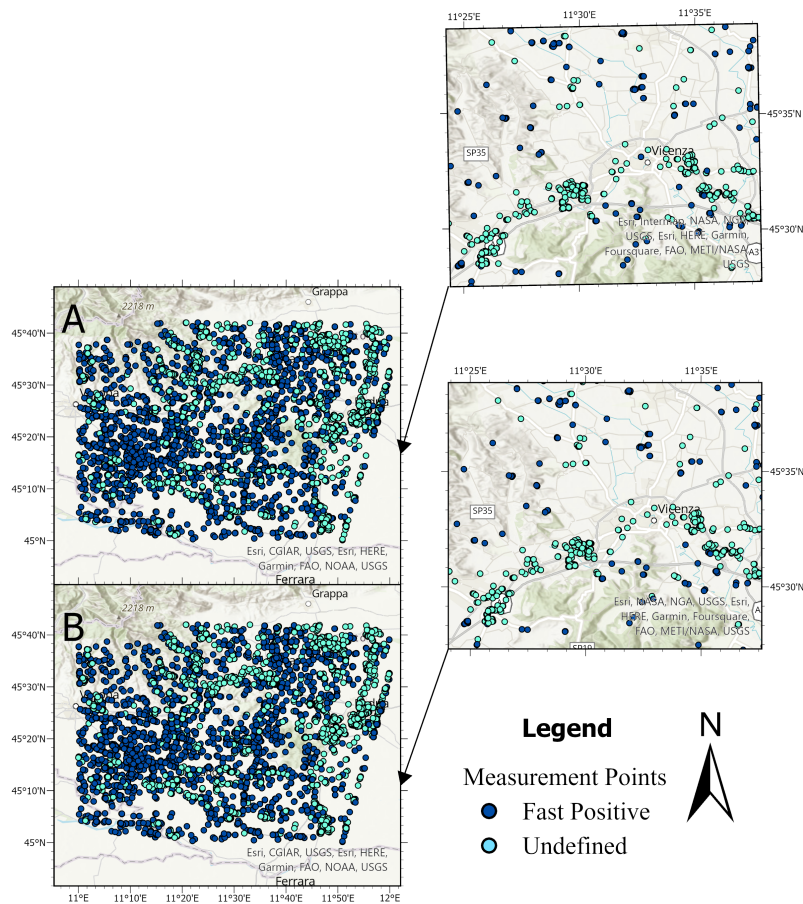 11°25'E 11°30'E 11°35'E
45°35'N
SP35
Vicenza
45°30'N
Esri, Intermap, NASA, NGA,
USGS, Esri, HERE, Garmin,
Foursquare, FAO, METI/NASA,
USGS
A3
Grappa
2218 m
A
45°40'N
45°30'N
45°20'N
45°10'N
45°N
Esri, CGIAR, USGS, Esri, HERE,
Garmin, FAO, NOAA, USGS
Ferrara
11°25'E 11°30'E 11°35'E
45°35'N
SP35
Vicenza
45°30'N
Esri, NASA, NGA, USGS, Esri,
HERE, Garmin, Foursquare,
FAO, METI/NASA, USGS
A
Grappa
2218 m
B
45°40'N
45°30'N
45°20'N
45°10'N
45°N
Esri, CGIAR, USGS, Esri, HERE,
Garmin, FAO, NOAA, USGS
Ferrara
11°E 11°10'E 11°20'E 11°30'E 11°40'E 11°50'E 12°E
Legend
N
Measurement Points
Fast Positive
Undefined